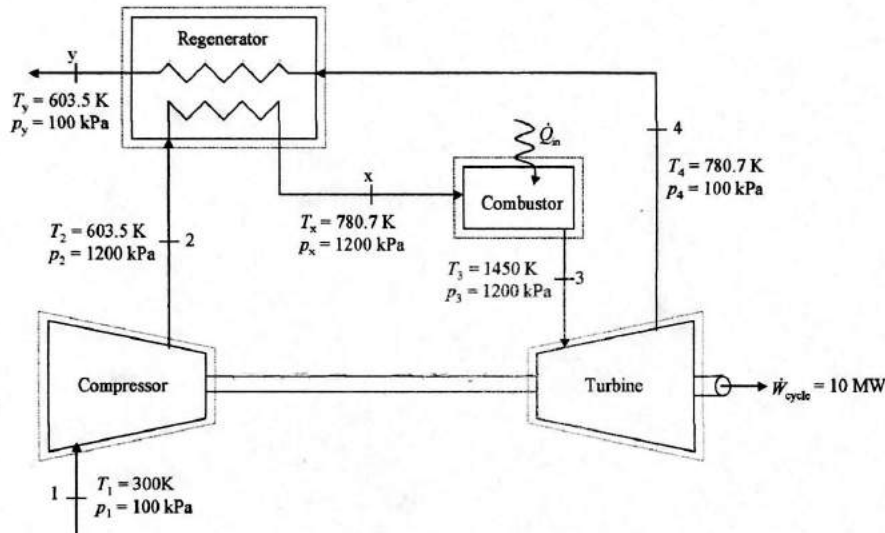 Regenerator
y
T_y = 603.5 K
p_y = 100 kPa
Q̇_in
4
T_4 = 780.7 K
p_4 = 100 kPa
x
Combustor
T_x = 780.7 K
p_x = 1200 kPa
T_2 = 603.5 K
p_2 = 1200 kPa
2
T_3 = 1450 K
p_3 = 1200 kPa
3
Compressor
Turbine
Ẇ_cycle = 10 MW
1
T_1 = 300K
p_1 = 100 kPa